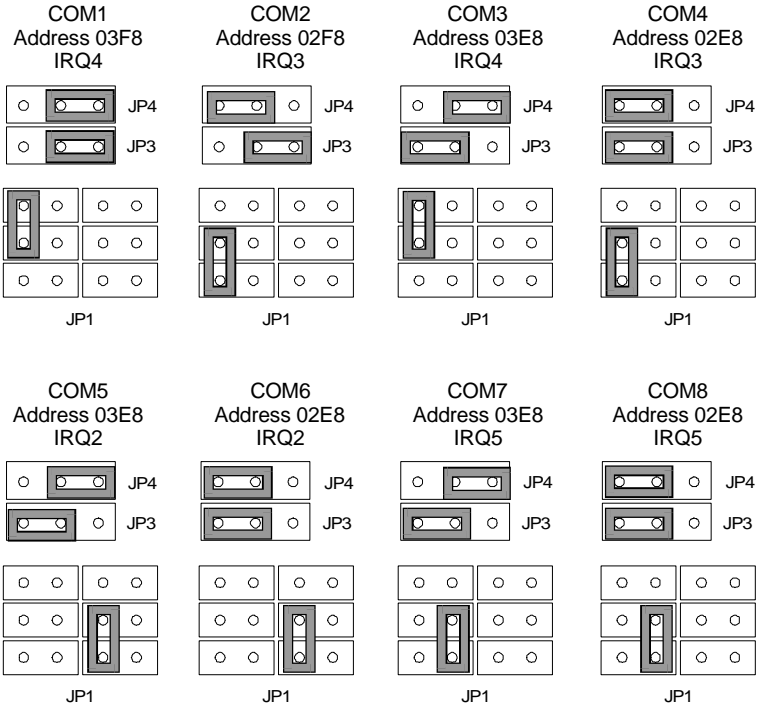 COM1
Address 03F8
IRQ4
JP4
JP3
JP1
COM2
Address 02F8
IRQ3
JP4
JP3
JP1
COM3
Address 03E8
IRQ4
JP4
JP3
JP1
COM4
Address 02E8
IRQ3
JP4
JP3
JP1
COM5
Address 03E8
IRQ2
JP4
JP3
JP1
COM6
Address 02E8
IRQ2
JP4
JP3
JP1
COM7
Address 03E8
IRQ5
JP4
JP3
JP1
COM8
Address 02E8
IRQ5
JP4
JP3
JP1